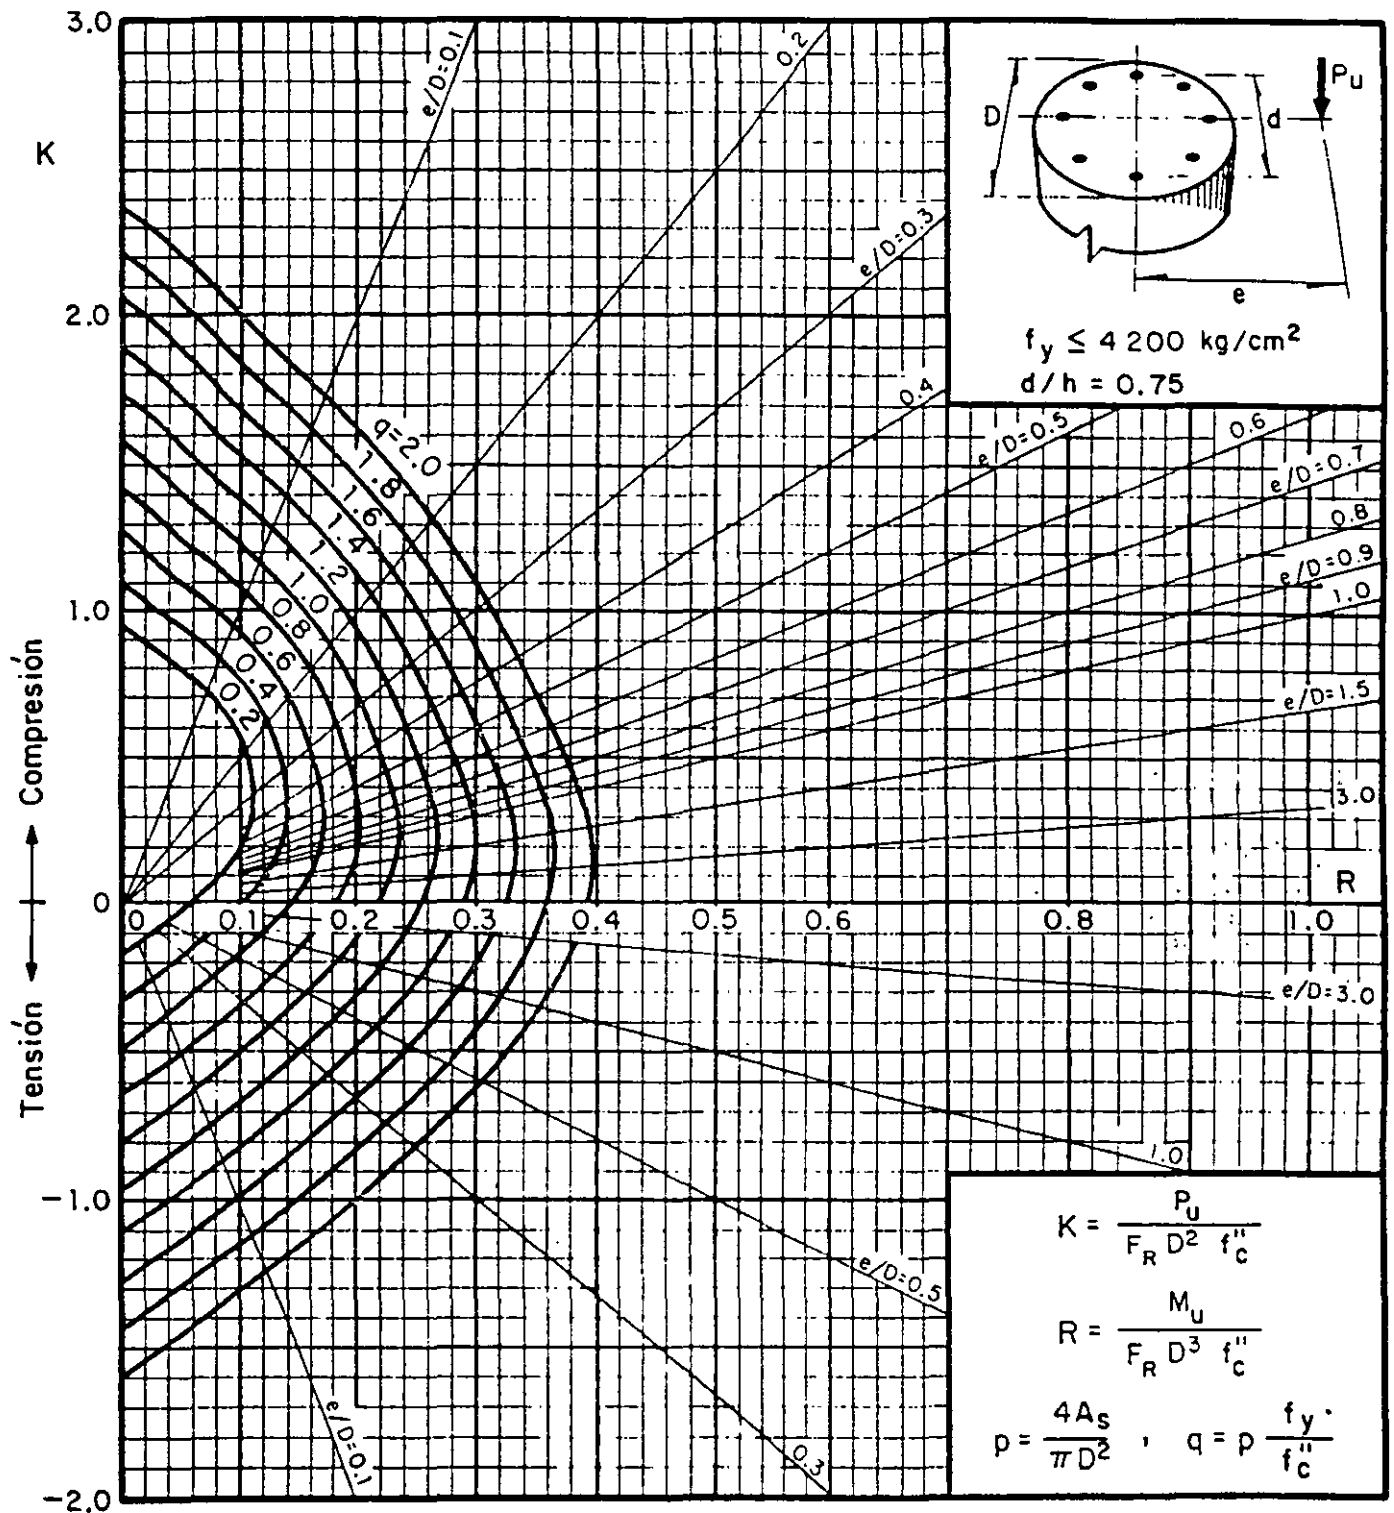 3.0
K
2.0
1.0
0
-1.0
-2.0
Compresión
Tensión
e/D=0.1
0.2
e/D=0.3
0.4
e/D=0.5
0.6
e/D=0.7
0.8
e/D=0.9
1.0
e/D=1.5
3.0
R
q=2.0
1.8
1.6
1.4
1.2
1.0
0.8
0.6
0.4
0.2
0 0.1 0.2 0.3 0.4 0.5 0.6 0.8 1.0
e/D=3.0
1.0
e/D=0.5
0.3
e/D=0.1
D
d
Pu
e
fy ≤ 4 200 kg/cm²
d/h = 0.75
K = Pu / (FR D² f"c)
R = Mu / (FR D³ f"c)
p = 4As / (πD²) , q = p fy / f"c